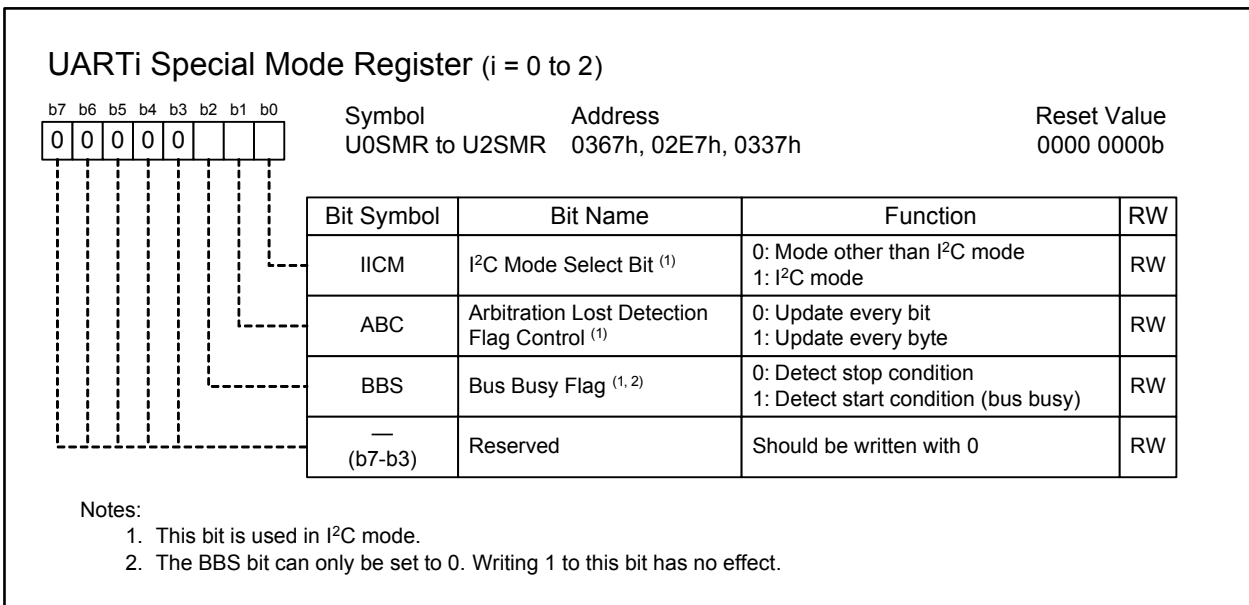 UARTi Special Mode Register (i = 0 to 2)
b7 b6 b5 b4 b3 b2 b1 b0
0 0 0 0 0
Symbol Address Reset Value
U0SMR to U2SMR 0367h, 02E7h, 0337h 0000 0000b
Bit Symbol Bit Name Function RW
IICM I²C Mode Select Bit (1) 0: Mode other than I²C mode
1: I²C mode RW
ABC Arbitration Lost Detection
Flag Control (1) 0: Update every bit
1: Update every byte RW
BBS Bus Busy Flag (1, 2) 0: Detect stop condition
1: Detect start condition (bus busy) RW
—
(b7-b3) Reserved Should be written with 0 RW
Notes:
1. This bit is used in I²C mode.
2. The BBS bit can only be set to 0. Writing 1 to this bit has no effect.